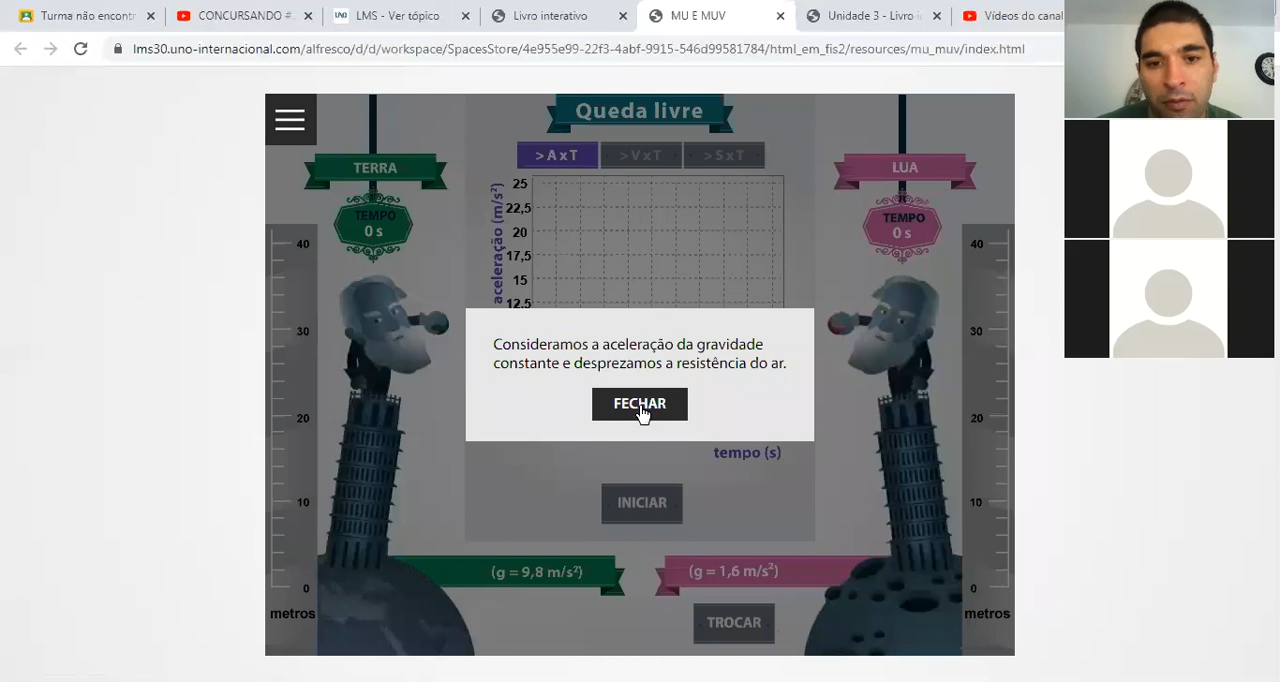 Turma não encont
CONCURSANDO #
LMS - Ver tópico
Livro interativo
MU E MUV
Unidade 3 - Livro i
Vídeos do canal
lms30.uno-internacional.com/alfresco/d/d/workspace/SpacesStore/4e955e99-22f3-4abf-9915-546d99581784/html_em_fis2/resources/mu_muv/index.html
Queda livre
> A x T
> V x T
> S x T
TERRA
TEMPO
0 s
LUA
TEMPO
0 s
aceleração (m/s²)
25
22,5
20
17,5
15
12,5
40
30
20
10
0
metros
40
30
20
10
0
metros
Consideramos a aceleração da gravidade
constante e desprezamos a resistência do ar.
FECHAR
tempo (s)
INICIAR
(g = 9,8 m/s²)
(g = 1,6 m/s²)
TROCAR